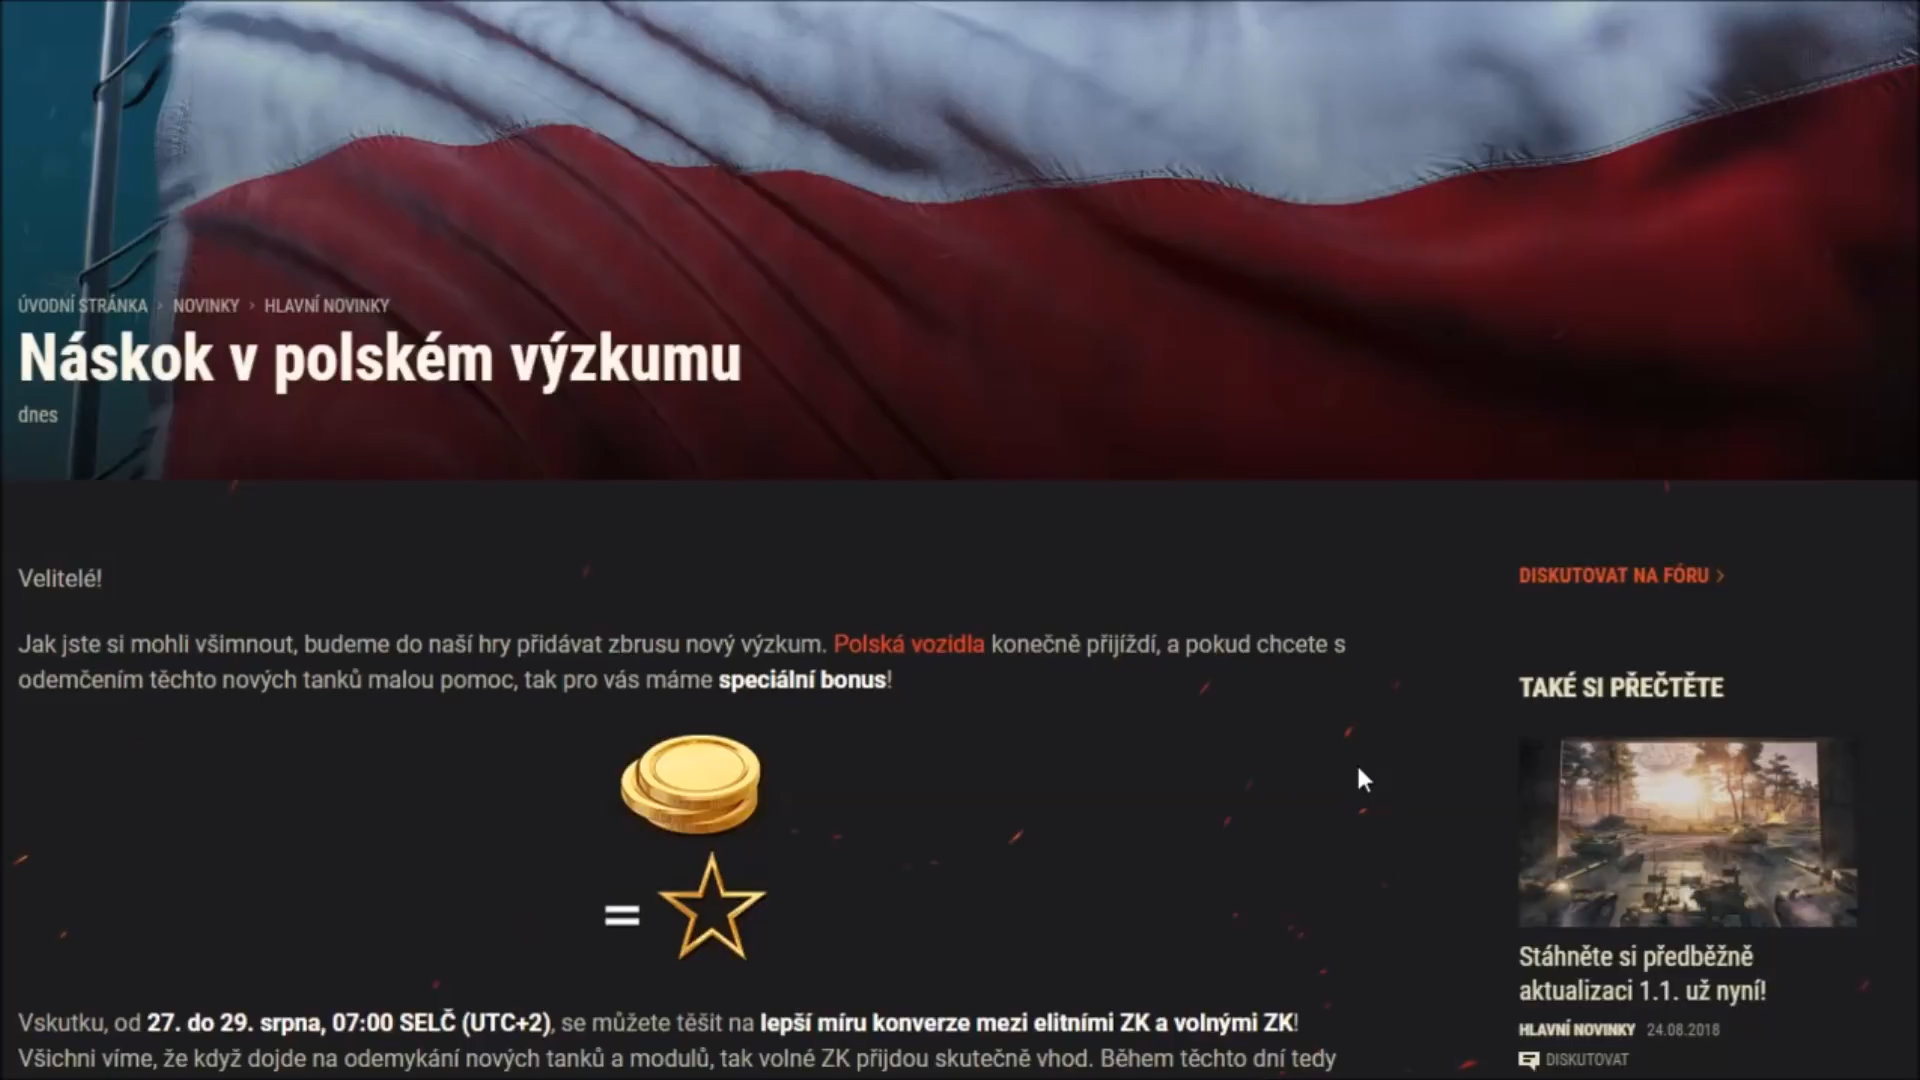 ÚVODNÍ STRÁNKA › NOVINKY › HLAVNÍ NOVINKY
Náskok v polském výzkumu
dnes
Velitelé!
Jak jste si mohli všimnout, budeme do naší hry přidávat zbrusu nový výzkum. Polská vozidla konečně přijíždí, a pokud chcete s
odemčením těchto nových tanků malou pomoc, tak pro vás máme speciální bonus!
=
Vskutku, od 27. do 29. srpna, 07:00 SELČ (UTC+2), se můžete těšit na lepší míru konverze mezi elitními ZK a volnými ZK!
Všichni víme, že když dojde na odemykání nových tanků a modulů, tak volné ZK přijdou skutečně vhod. Během těchto dní tedy
DISKUTOVAT NA FÓRU ›
TAKÉ SI PŘEČTĚTE
Stáhněte si předběžně
aktualizaci 1.1. už nyní!
HLAVNÍ NOVINKY 24.08.2018
DISKUTOVAT